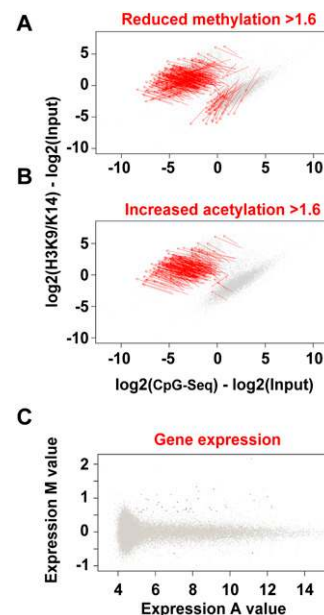 A
Reduced methylation >1.6
5
0
-5
-10
-10 -5 0 5 10
B
log2(H3K9/K14) - log2(Input)
Increased acetylation >1.6
5
0
-5
-10
-10 -5 0 5 10
log2(CpG-Seq) - log2(Input)
C
Gene expression
Expression M value
2
1
0
-1
4 6 8 10 12 14
Expression A value